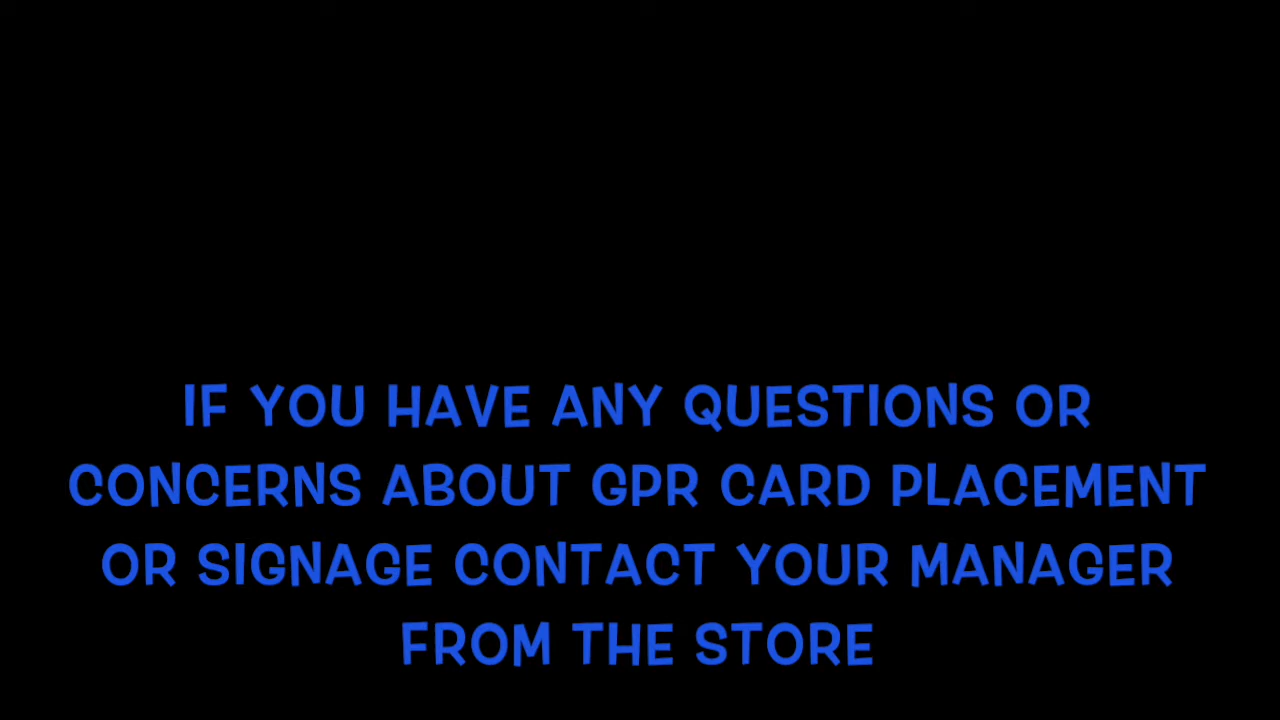 IF YOU HAVE ANY QUESTIONS OR
CONCERNS ABOUT GPR CARD PLACEMENT
OR SIGNAGE CONTACT YOUR MANAGER
FROM THE STORE